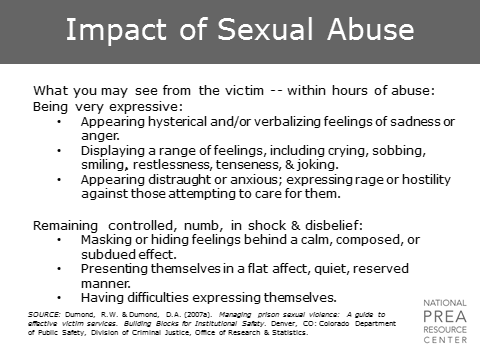 Impact of Sexual Abuse
What you may see from the victim -- within hours of abuse:
Being very expressive:
• Appearing hysterical and/or verbalizing feelings of sadness or
anger.
• Displaying a range of feelings, including crying, sobbing,
smiling, restlessness, tenseness, & joking.
• Appearing distraught or anxious; expressing rage or hostility
against those attempting to care for them.
Remaining controlled, numb, in shock & disbelief:
• Masking or hiding feelings behind a calm, composed, or
subdued effect.
• Presenting themselves in a flat affect, quiet, reserved
manner.
• Having difficulties expressing themselves.
SOURCE: Dumond, R.W. & Dumond, D.A. (2007a). Managing prison sexual violence: A guide to
effective victim services. Building Blocks for Institutional Safety. Denver, CO: Colorado Department
of Public Safety, Division of Criminal Justice, Office of Research & Statistics.
NATIONAL
PREA
RESOURCE
CENTER